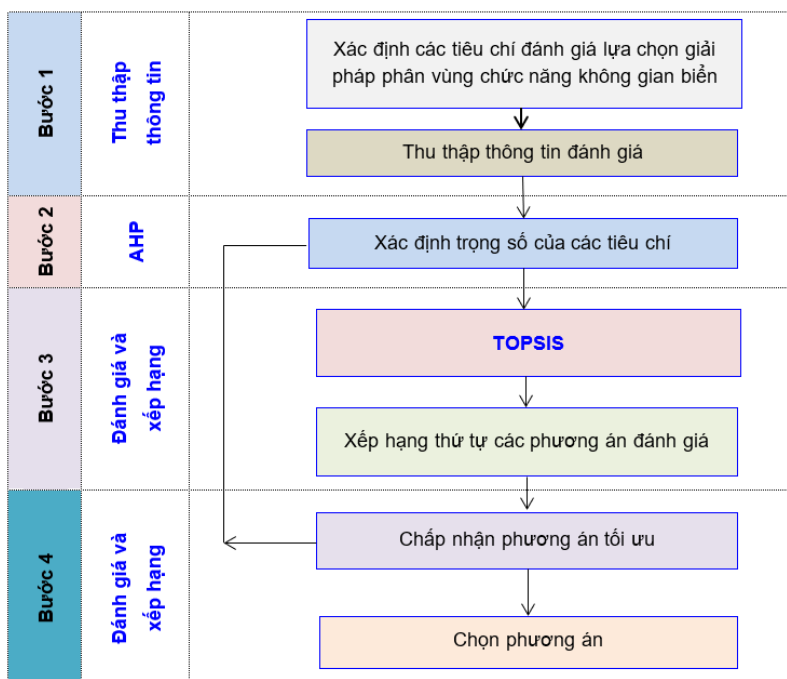 Bước 1
Thu thập
thông tin
Xác định các tiêu chí đánh giá lựa chọn giải
pháp phân vùng chức năng không gian biển
Thu thập thông tin đánh giá
Bước 2
AHP
Xác định trọng số của các tiêu chí
Bước 3
Đánh giá và
xếp hạng
TOPSIS
Xếp hạng thứ tự các phương án đánh giá
Bước 4
Đánh giá và
xếp hạng
Chấp nhận phương án tối ưu
Chọn phương án